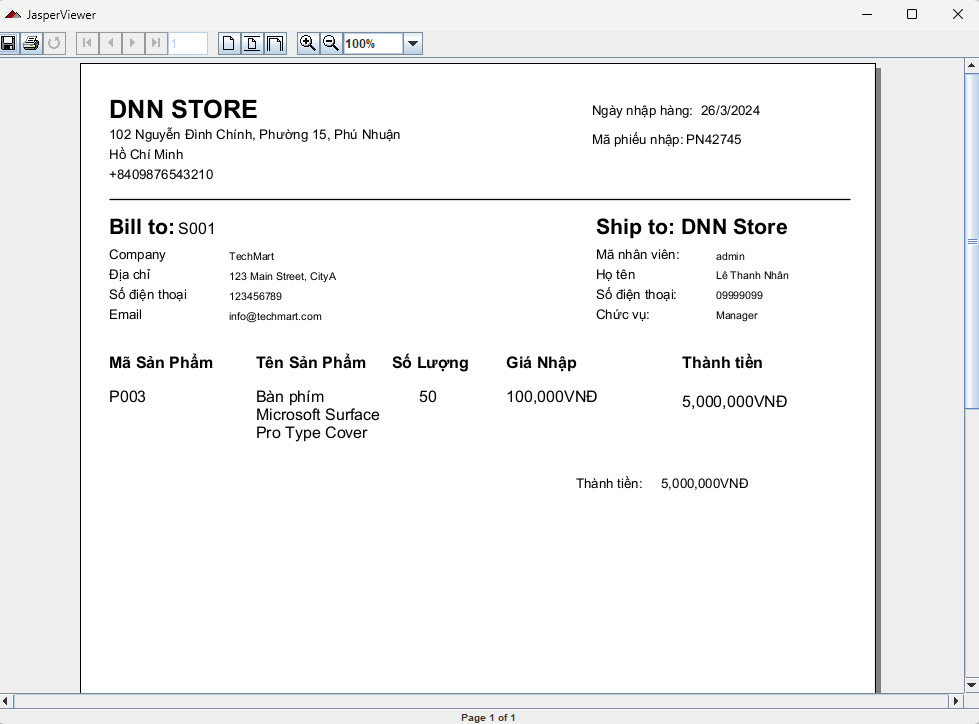 JasperViewer
1
100%
DNN STORE
102 Nguyễn Đình Chính, Phường 15, Phú Nhuận
Hồ Chí Minh
+8409876543210
Ngày nhập hàng: 26/3/2024
Mã phiếu nhập: PN42745
Bill to: S001
Company TechMart
Địa chỉ 123 Main Street, CityA
Số điện thoại 123456789
Email info@techmart.com
Ship to: DNN Store
Mã nhân viên: admin
Họ tên Lê Thanh Nhân
Số điện thoại: 09999099
Chức vụ: Manager
Mã Sản Phẩm Tên Sản Phẩm Số Lượng Giá Nhập Thành tiền
P003 Bàn phím 50 100,000VNĐ 5,000,000VNĐ
Microsoft Surface
Pro Type Cover
Thành tiền: 5,000,000VNĐ
Page 1 of 1